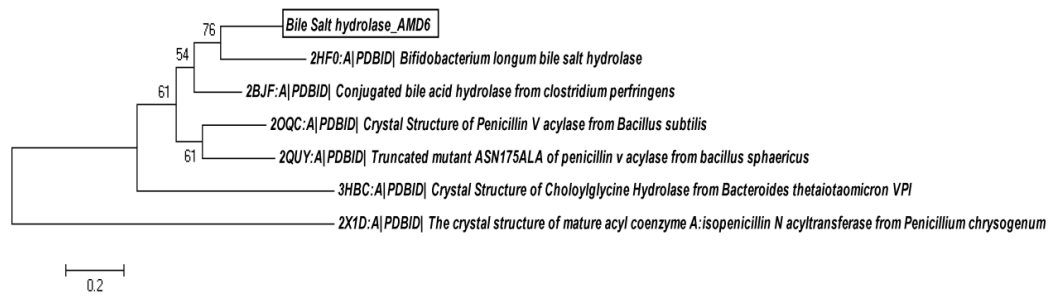 76
Bile Salt hydrolase_AMD6
2HF0:A|PDBID| Bifidobacterium longum bile salt hydrolase
54
2BJF:A|PDBID| Conjugated bile acid hydrolase from clostridium perfringens
61
2OQC:A|PDBID| Crystal Structure of Penicillin V acylase from Bacillus subtilis
61
2QUY:A|PDBID| Truncated mutant ASN175ALA of penicillin v acylase from bacillus sphaericus
3HBC:A|PDBID| Crystal Structure of Choloylglycine Hydrolase from Bacteroides thetaiotaomicron VPI
2X1D:A|PDBID| The crystal structure of mature acyl coenzyme A:isopenicillin N acyltransferase from Penicillium chrysogenum
0.2